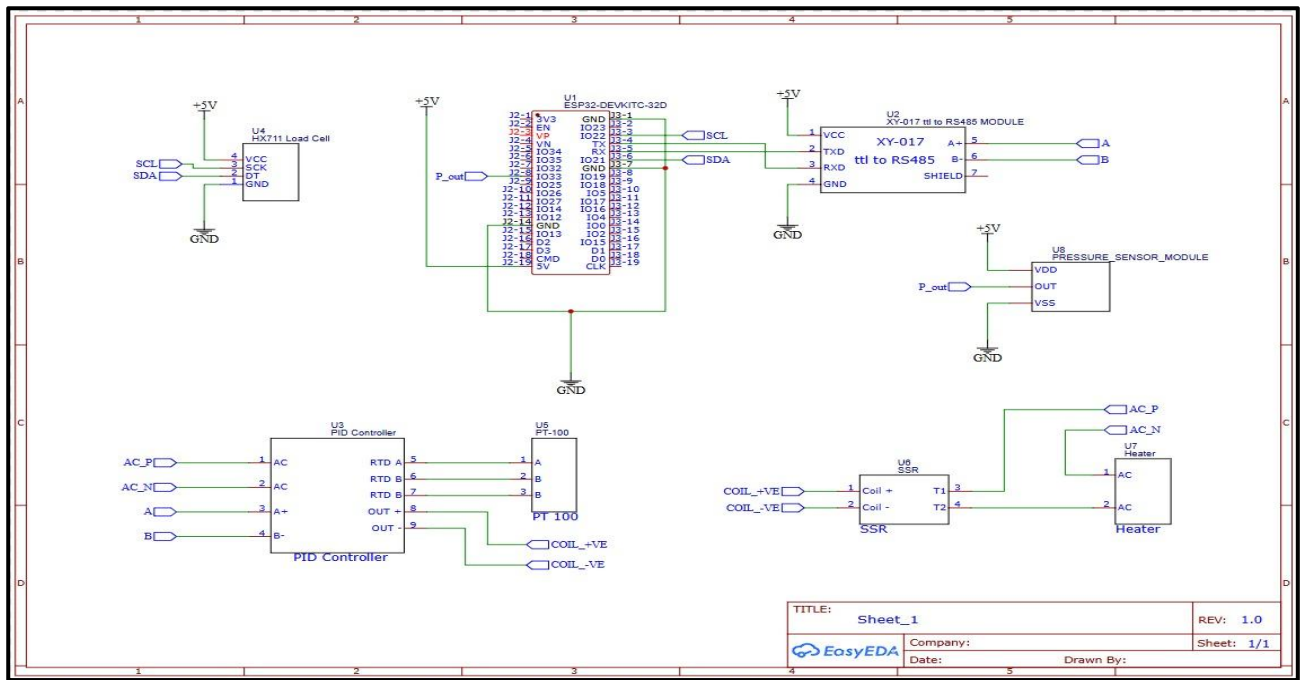 1 2 3 4 5
A
B
C
D
A
B
C
D
1 2 3 4 5
+5V
U4
HX711 Load Cell
SCL
SDA
4 VCC
3 SCK
2 DT
1 GND
GND
+5V
U1
ESP32-DEVKITC-32D
J2-1 3V3 GND J3-1
J2-2 EN IO23 J3-2
J2-3 VP IO22 J3-3
J2-4 VN TX J3-4
J2-5 IO34 RX J3-5
J2-6 IO35 IO21 J3-6
J2-7 IO32 GND J3-7
J2-8 IO33 IO19 J3-8
J2-9 IO25 IO18 J3-9
J2-10 IO26 IO5 J3-10
J2-11 IO27 IO17 J3-11
J2-12 IO14 IO16 J3-12
J2-13 IO12 IO4 J3-13
J2-14 GND IO0 J3-14
J2-15 IO13 IO2 J3-15
J2-16 D2 IO15 J3-16
J2-17 D3 D1 J3-17
J2-18 CMD D0 J3-18
J2-19 5V CLK J3-19
P_out
SCL
SDA
GND
+5V
U2
XY-017 ttl to RS485 MODULE
XY-017
ttl to RS485
1 VCC
2 TXD
3 RXD
4 GND
A+ 5
B- 6
SHIELD 7
A
B
GND
+5V
U8
PRESSURE_SENSOR_MODULE
P_out
VDD
OUT
VSS
GND
U3
PID Controller
AC_P 1 AC
AC_N 2 AC
A 3 A+
B 4 B-
RTD A 5
RTD B 6
RTD B 7
OUT + 8
OUT - 9
PID Controller
U5
PT-100
1 A
2 B
3 B
PT 100
COIL_+VE
COIL_-VE
U6
SSR
COIL_+VE 1 Coil + T1 3
COIL_-VE 2 Coil - T2 4
SSR
AC_P
AC_N
U7
Heater
1 AC
2 AC
Heater
TITLE:
Sheet_1
REV: 1.0
EasyEDA
Company:
Sheet: 1/1
Date: Drawn By: